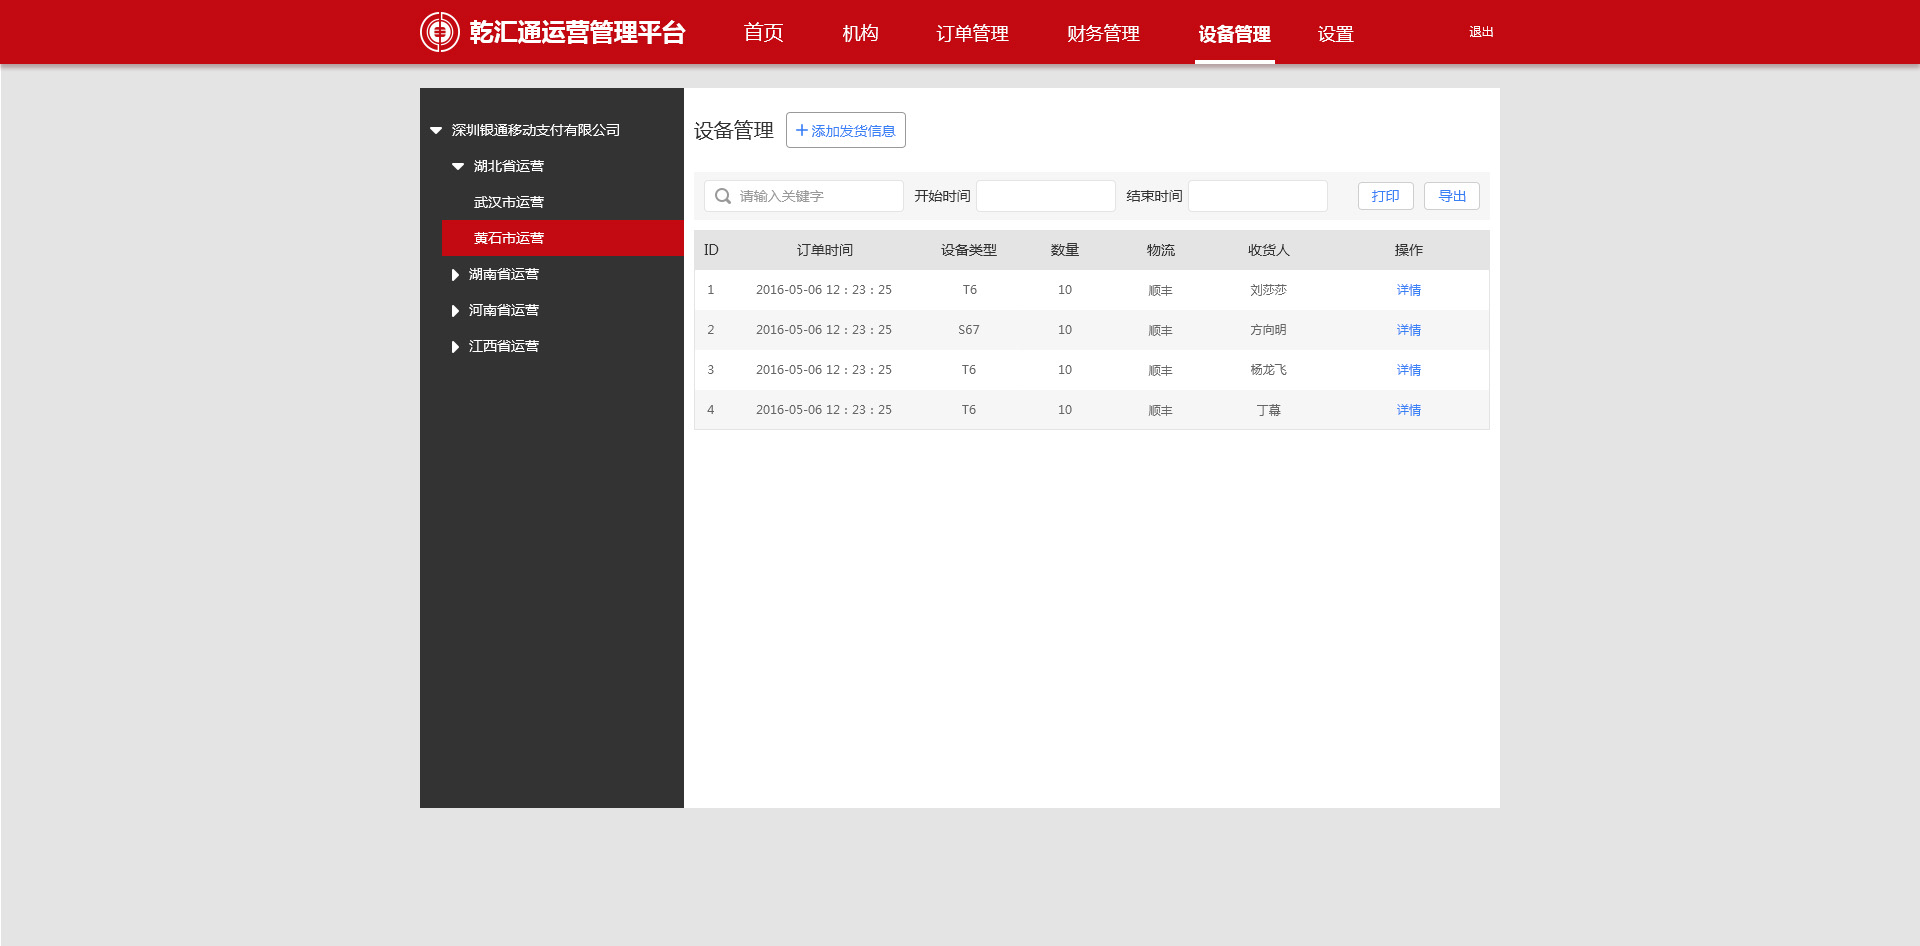 乾汇通运营管理平台 首页 机构 订单管理 财务管理 设备管理 设置 退出
深圳银通移动支付有限公司
湖北省运营
武汉市运营
黄石市运营
湖南省运营
河南省运营
江西省运营
设备管理 添加发货信息
请输入关键字 开始时间 结束时间 打印 导出
ID 订单时间 设备类型 数量 物流 收货人 操作
1 2016-05-06 12 : 23 : 25 T6 10 顺丰 刘莎莎 详情
2 2016-05-06 12 : 23 : 25 S67 10 顺丰 方向明 详情
3 2016-05-06 12 : 23 : 25 T6 10 顺丰 杨龙飞 详情
4 2016-05-06 12 : 23 : 25 T6 10 顺丰 丁幕 详情